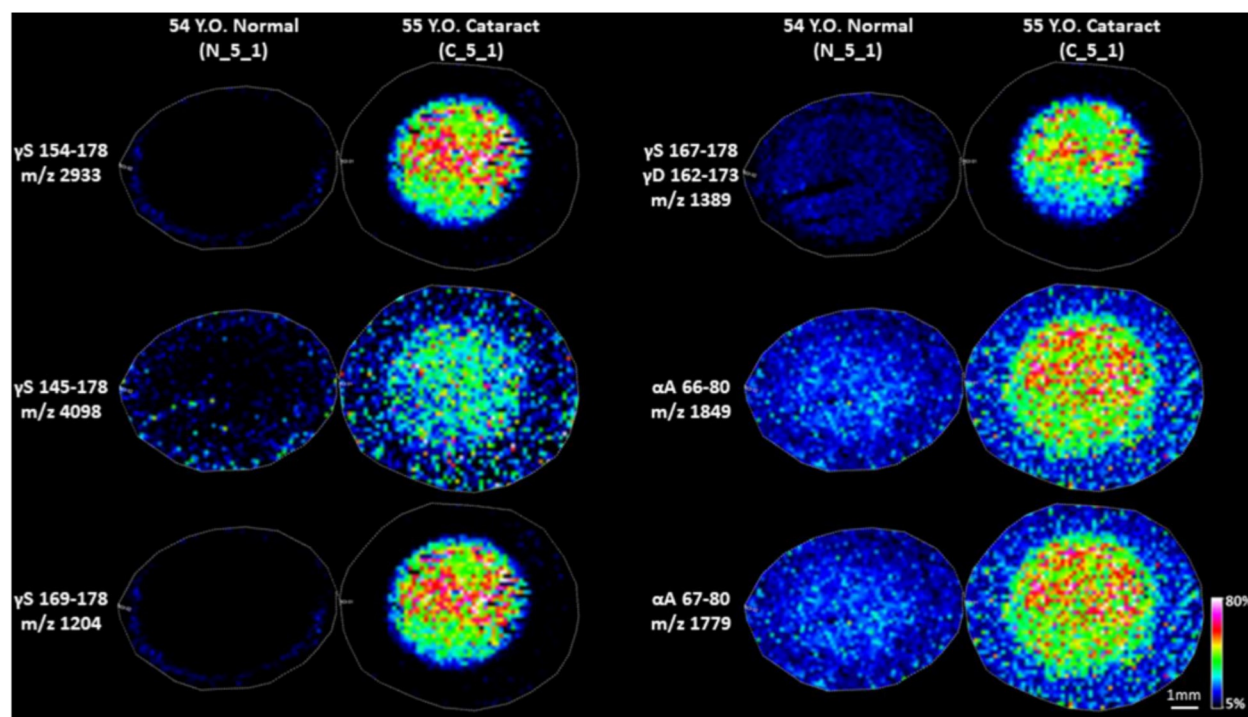 54 Y.O. Normal
(N_5_1)
55 Y.O. Cataract
(C_5_1)
54 Y.O. Normal
(N_5_1)
55 Y.O. Cataract
(C_5_1)
γS 154-178
m/z 2933
γS 167-178
γD 162-173
m/z 1389
γS 145-178
m/z 4098
αA 66-80
m/z 1849
γS 169-178
m/z 1204
αA 67-80
m/z 1779
80%
5%
1mm